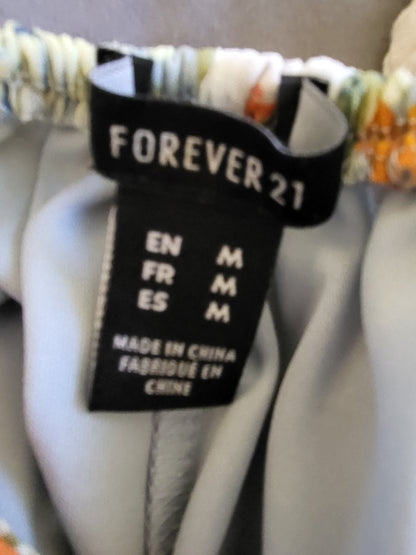 FOREVER 21
EN M
FR M
ES M
MADE IN CHINA
FABRIQUÉ EN
CHINE